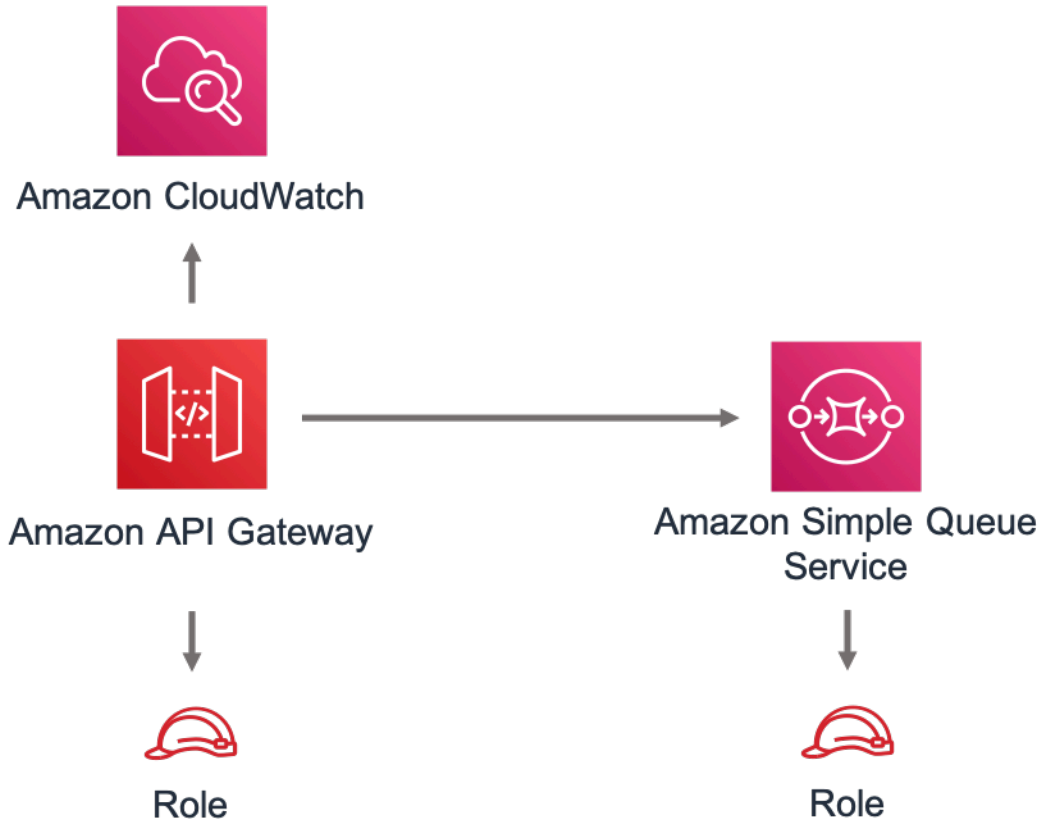 Amazon CloudWatch
</>
Amazon API Gateway
Amazon Simple Queue
Service
Role
Role